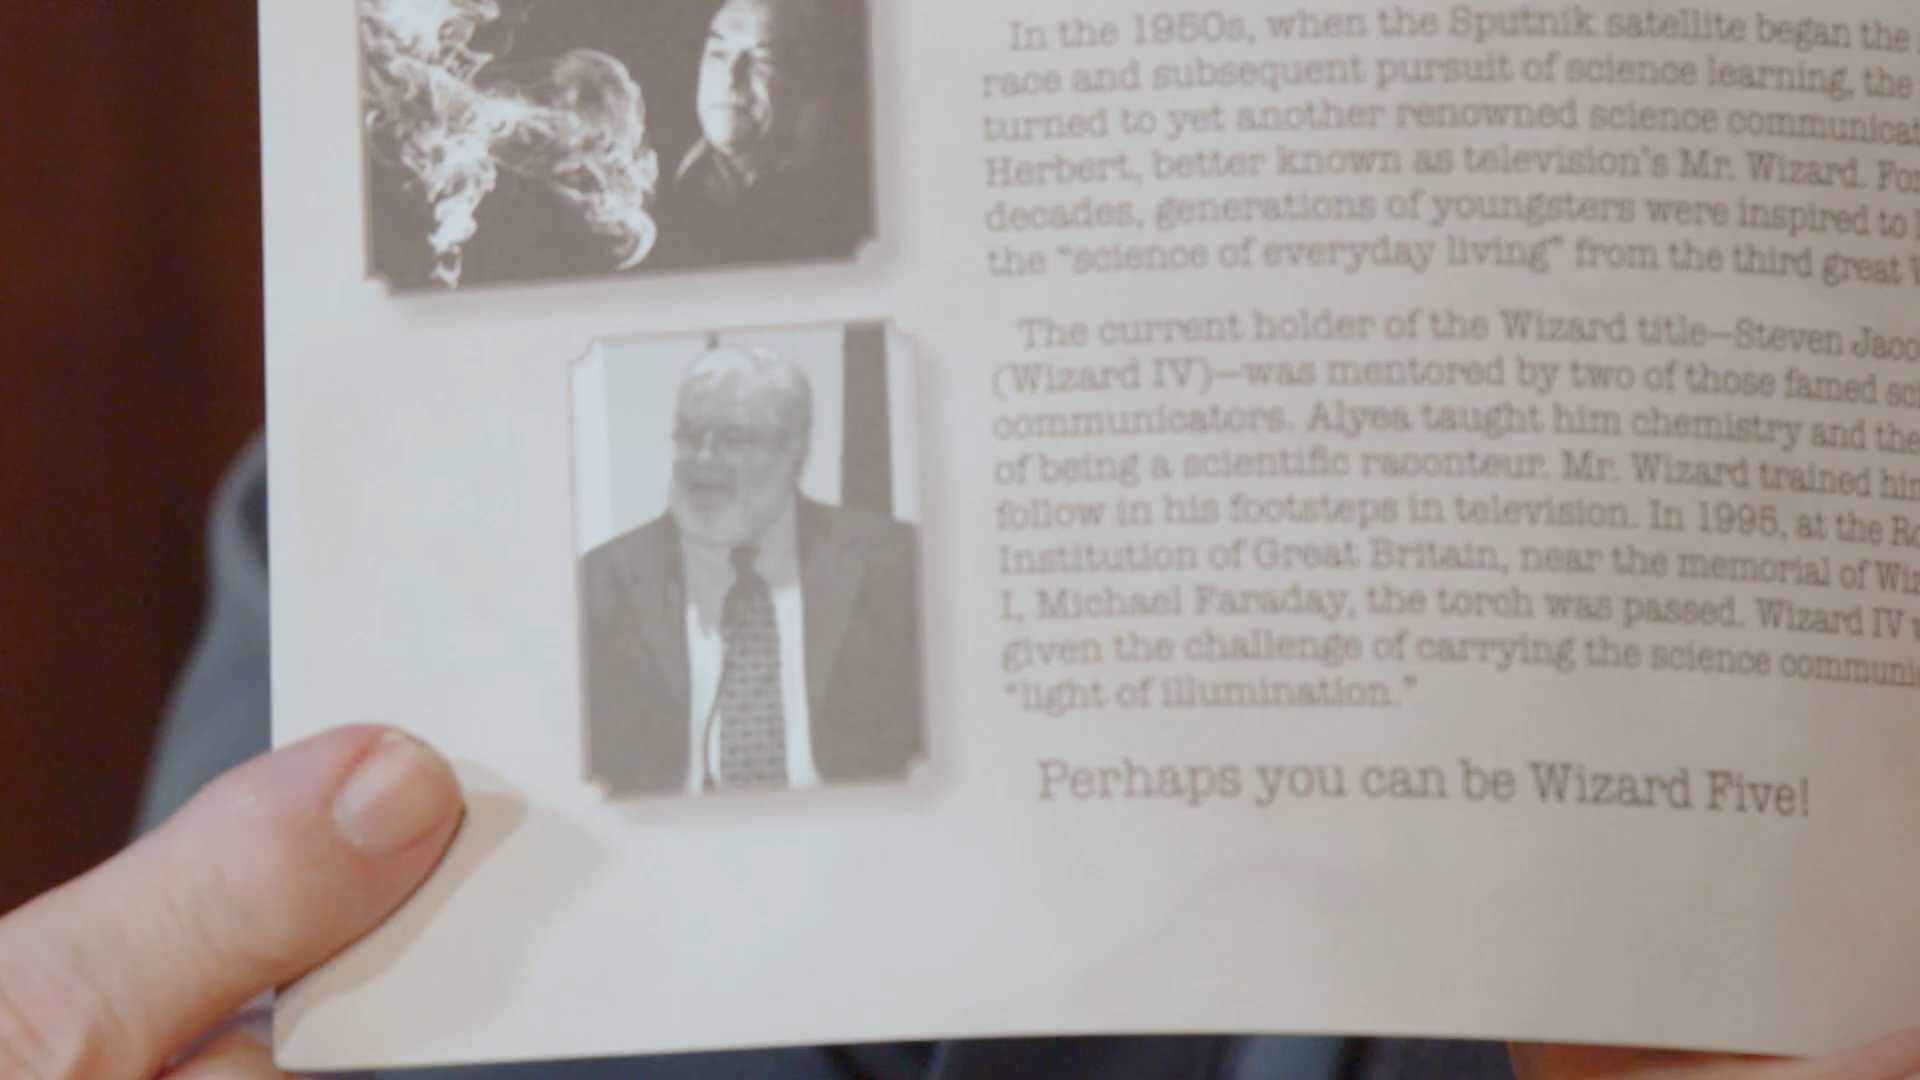 In the 1950s, when the Sputnik satellite began the
race and subsequent pursuit of science learning, the
turned to yet another renowned science communicat
Herbert, better known as television's Mr. Wizard. For
decades, generations of youngsters were inspired to
the "science of everyday living" from the third great
The current holder of the Wizard title—Steven Jaco
(Wizard IV)—was mentored by two of those famed sci
communicators. Alyea taught him chemistry and the
of being a scientific raconteur. Mr. Wizard trained him
follow in his footsteps in television. In 1995, at the Ro
Institution of Great Britain, near the memorial of Wiz
I, Michael Faraday, the torch was passed. Wizard IV
given the challenge of carrying the science communi
"light of illumination."
Perhaps you can be Wizard Five!